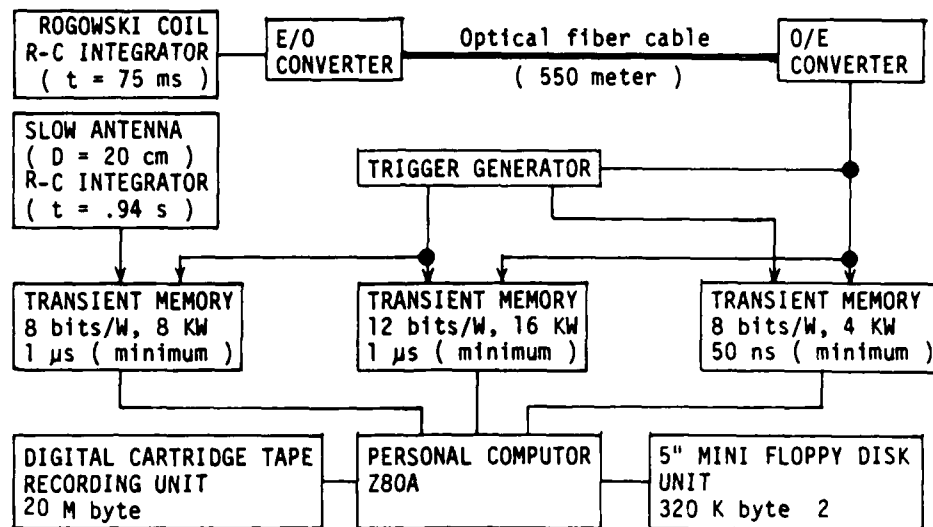 ROGOWSKI COIL
R-C INTEGRATOR
( t = 75 ms )
E/O
CONVERTER
Optical fiber cable
( 550 meter )
O/E
CONVERTER
SLOW ANTENNA
( D = 20 cm )
R-C INTEGRATOR
( t = .94 s )
TRIGGER GENERATOR
TRANSIENT MEMORY
8 bits/W, 8 KW
1 µs ( minimum )
TRANSIENT MEMORY
12 bits/W, 16 KW
1 µs ( minimum )
TRANSIENT MEMORY
8 bits/W, 4 KW
50 ns ( minimum )
DIGITAL CARTRIDGE TAPE
RECORDING UNIT
20 M byte
PERSONAL COMPUTOR
Z80A
5" MINI FLOPPY DISK
UNIT
320 K byte 2